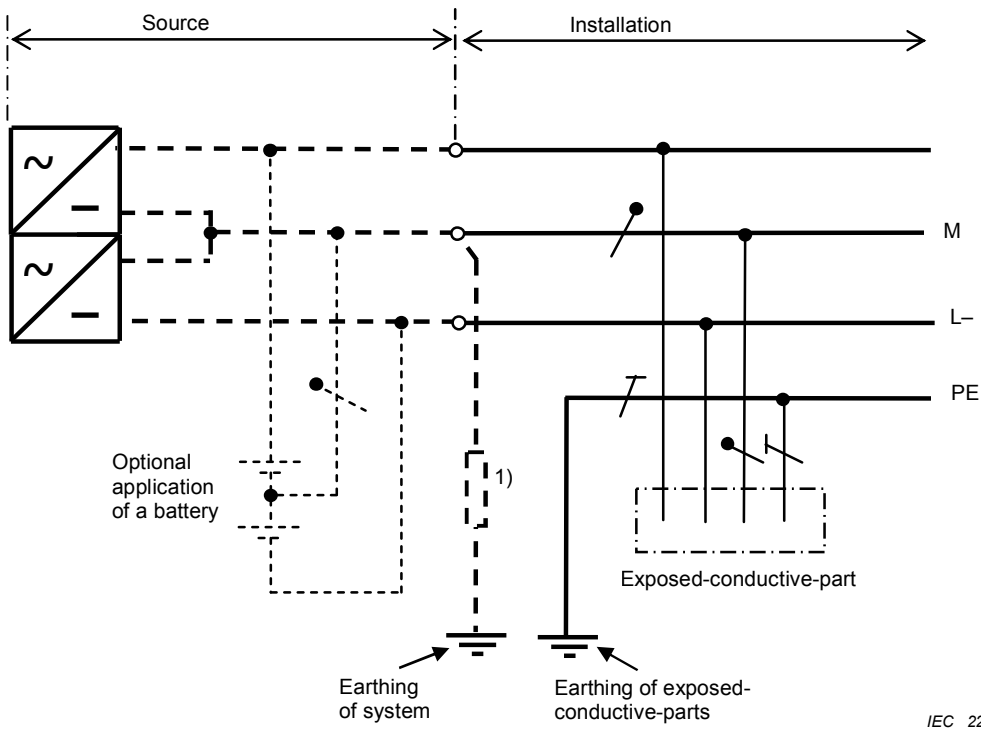 Source
Installation
~
–
M
~
–
L–
PE
Optional
application
of a battery
1)
Exposed-conductive-part
Earthing
of system
Earthing of exposed-
conductive-parts
IEC 22